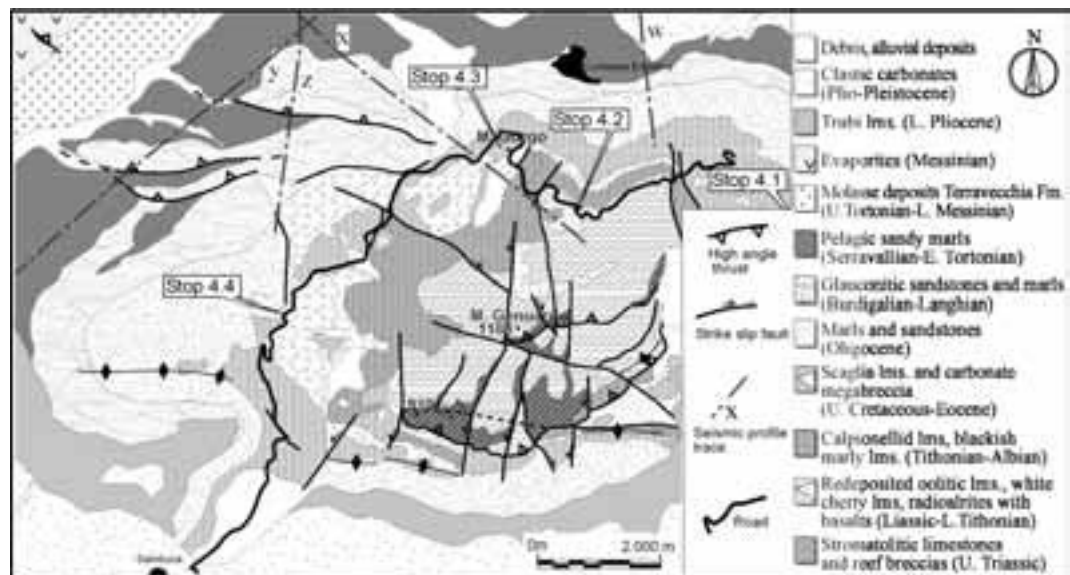 Y
X
Z
W
Stop 4.3
Stop 4.2
Stop 4.1
Stop 4.4
High angle
thrust
Strike slip fault
X
Seismic profile
trace
Road
0m 2.000 m
N
Debris, alluvial deposits
Clastic carbonates
(Plio-Pleistocene)
Trubi lms. (L. Pliocene)
Evaporites (Messinian)
Molasse deposits Terravecchia Fm.
(U.Tortonian-L. Messinian)
Pelagic sandy marls
(Serravallian-E. Tortonian)
Glauconitic sandstones and marls
(Burdigalian-Langhian)
Marls and sandstones
(Oligocene)
Scaglia lms. and carbonate
megabreccia
(U. Cretaceous-Eocene)
Calpionellid lms, blackish
marly lms. (Tithonian-Albian)
Redeposited oolitic lms., white
cherty lms, radiolarites with
basalts (Liassic-L.Tithonian)
Stromatolitic limestones
and reef breccias (U. Triassic)